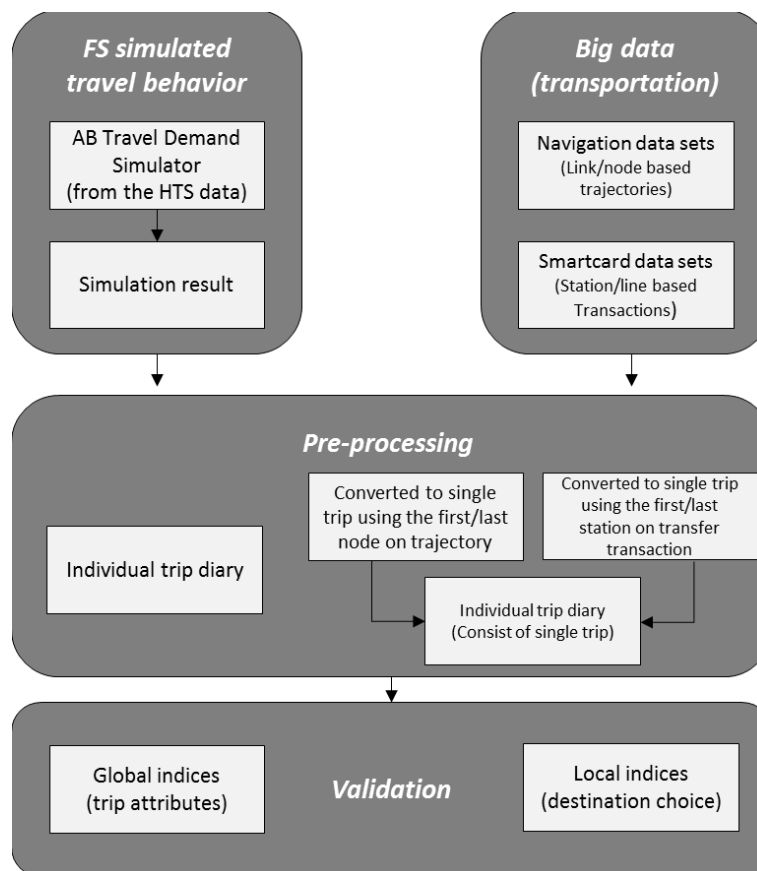 FS simulated
travel behavior
AB Travel Demand
Simulator
(from the HTS data)
Simulation result
Big data
(transportation)
Navigation data sets
(Link/node based
trajectories)
Smartcard data sets
(Station/line based
Transactions)
Pre-processing
Individual trip diary
Converted to single
trip using the first/last
node on trajectory
Converted to single trip
using the first/last
station on transfer
transaction
Individual trip diary
(Consist of single trip)
Global indices
(trip attributes)
Validation
Local indices
(destination choice)